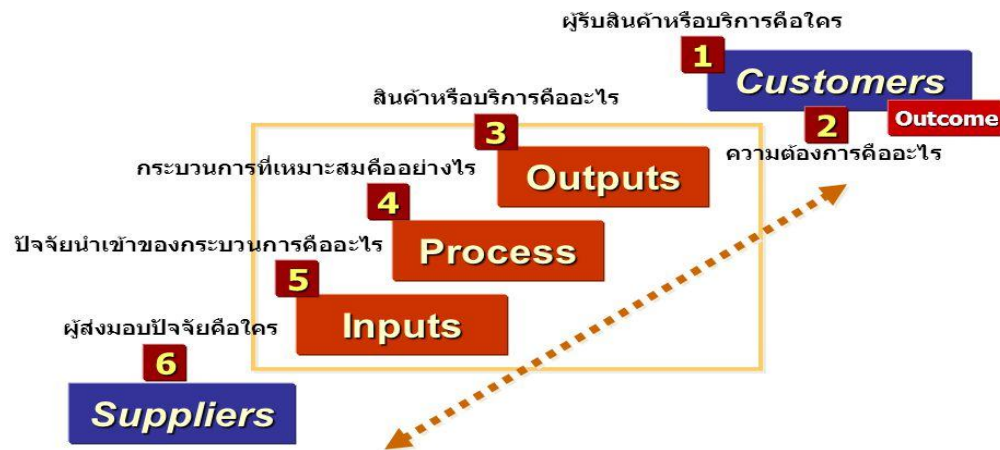 ผู้รับสินค้าหรือบริการคือใคร
1
Customers
Outcome
2
ความต้องการคืออะไร
สินค้าหรือบริการคืออะไร
3
Outputs
กระบวนการที่เหมาะสมคืออย่างไร
4
Process
ปัจจัยนำเข้าของกระบวนการคืออะไร
5
Inputs
ผู้ส่งมอบปัจจัยคือใคร
6
Suppliers